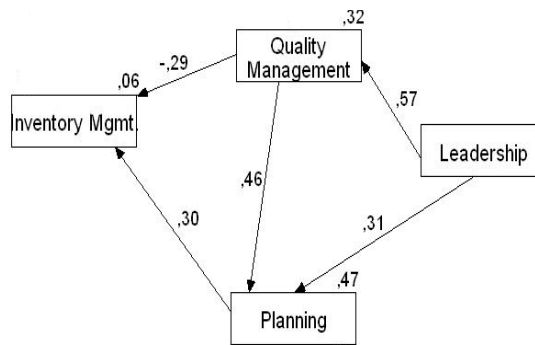 ,32
Quality
Management
-,29
,06
Inventory Mgmt.
,57
Leadership
,46
,30
,31
,47
Planning